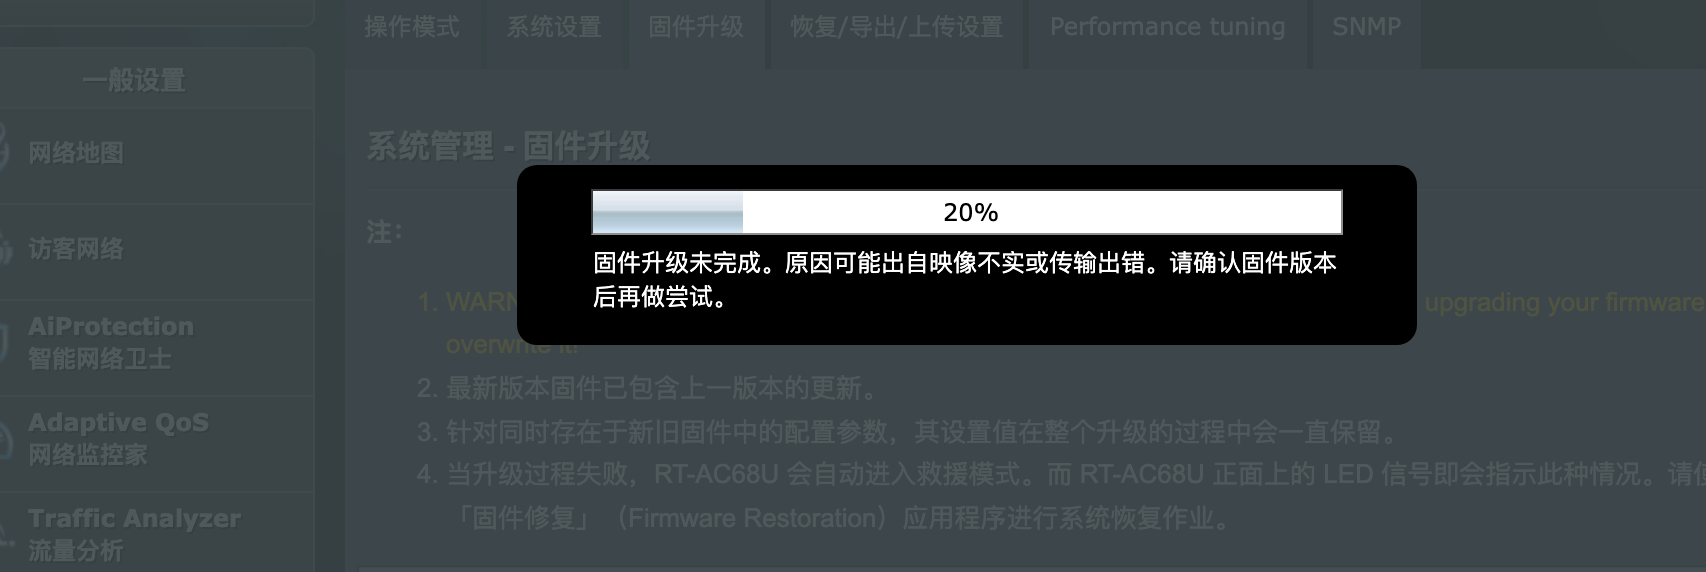 操作模式 系统设置 固件升级 恢复/导出/上传设置 Performance tuning SNMP
一般设置
网络地图
访客网络
AiProtection
智能网络卫士
Adaptive QoS
网络监控家
Traffic Analyzer
流量分析
系统管理 - 固件升级
20%
固件升级未完成。原因可能出自映像不实或传输出错。请确认固件版本
后再做尝试。
注：
1. WARN upgrading your firmware
overwrite it!
2. 最新版本固件已包含上一版本的更新。
3. 针对同时存在于新旧固件中的配置参数，其设置值在整个升级的过程中会一直保留。
4. 当升级过程失败，RT-AC68U 会自动进入救援模式。而 RT-AC68U 正面上的 LED 信号即会指示此种情况。请使
「固件修复」（Firmware Restoration）应用程序进行系统恢复作业。